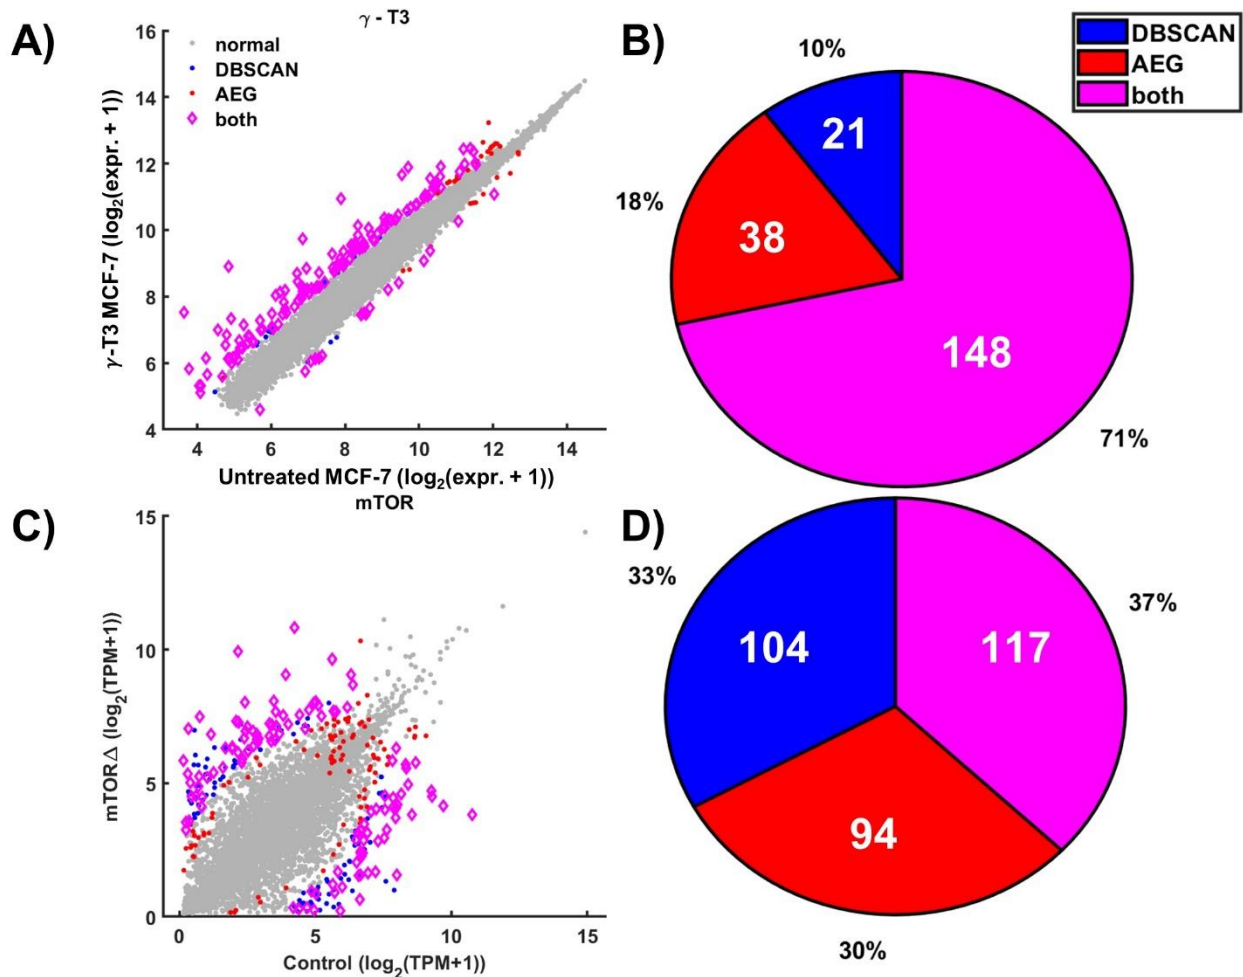 A)
γ - T3
16
14
12
10
8
6
4
4 6 8 10 12 14
normal
DBSCAN
AEG
both
γ-T3 MCF-7 (log₂(expr. + 1))
Untreated MCF-7 (log₂(expr. + 1))
B)
DBSCAN
AEG
both
10%
21
18%
38
148
71%
C)
mTOR
15
10
5
0
0 5 10 15
mTORΔ (log₂(TPM+1))
Control (log₂(TPM+1))
D)
33%
104
117
37%
94
30%